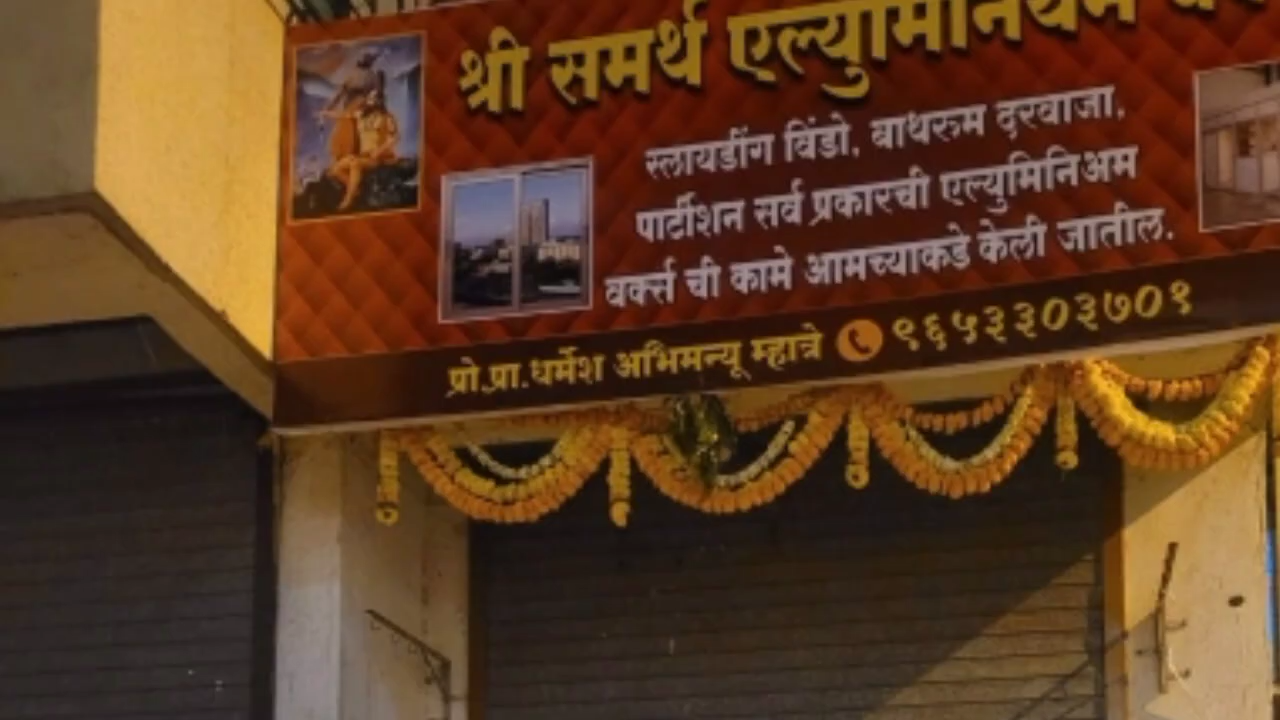 श्री समर्थ एल्युमिनियम
स्लायडींग विंडो, बाथरुम दरवाजा,
पार्टीशन सर्व प्रकारची एल्युमिनिअम
वर्क्स ची कामे आमच्याकडे केली जातील.
प्रो.प्रा.धर्मेश अभिमन्यू म्हात्रे ९६५३३०३७०१